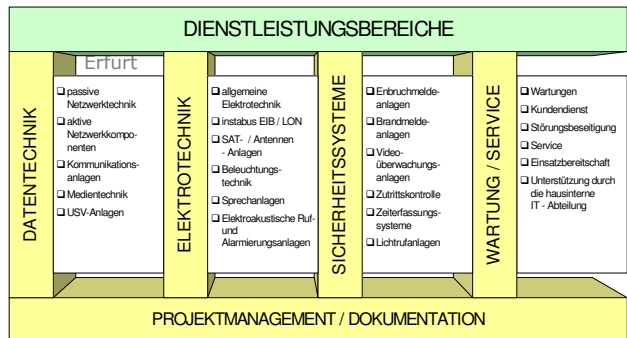 DIENSTLEISTUNGSBEREICHE
Erfurt
DATENTECHNIK
❑ passive
Netzwerktechnik
❑ aktive
Netzwerkkompo-
nenten
❑ Kommunikations-
anlagen
❑ Medientechnik
❑ USV-Anlagen
ELEKTROTECHNIK
❑ allgemeine
Elektrotechnik
❑ instabus EIB / LON
❑ SAT- / Antennen
- Anlagen
❑ Beleuchtungs-
technik
❑ Sprechanlagen
❑ Elektroakustische Ruf-
und
Alarmierungsanlagen
SICHERHEITSSYSTEME
❑ Enbruchmelde-
anlagen
❑ Brandmelde-
anlagen
❑ Video-
überwachungs-
anlagen
❑ Zutrittskontrolle
❑ Zeiterfassungs-
systeme
❑ Lichtrufanlagen
WARTUNG / SERVICE
❑ Wartungen
❑ Kundendienst
❑ Störungsbeseitigung
❑ Service
❑ Einsatzbereitschaft
❑ Unterstützung durch
die hausinterne
IT - Abteilung
PROJEKTMANAGEMENT / DOKUMENTATION